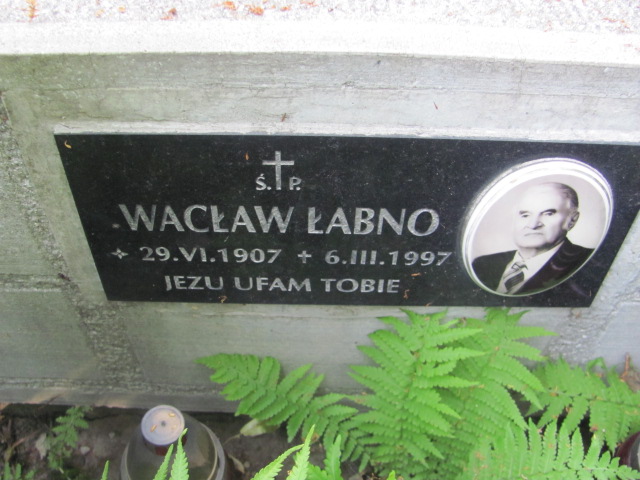 Ś. P.
WACŁAW ŁABNO
29.VI.1907 6.III.1997
JEZU UFAM TOBIE